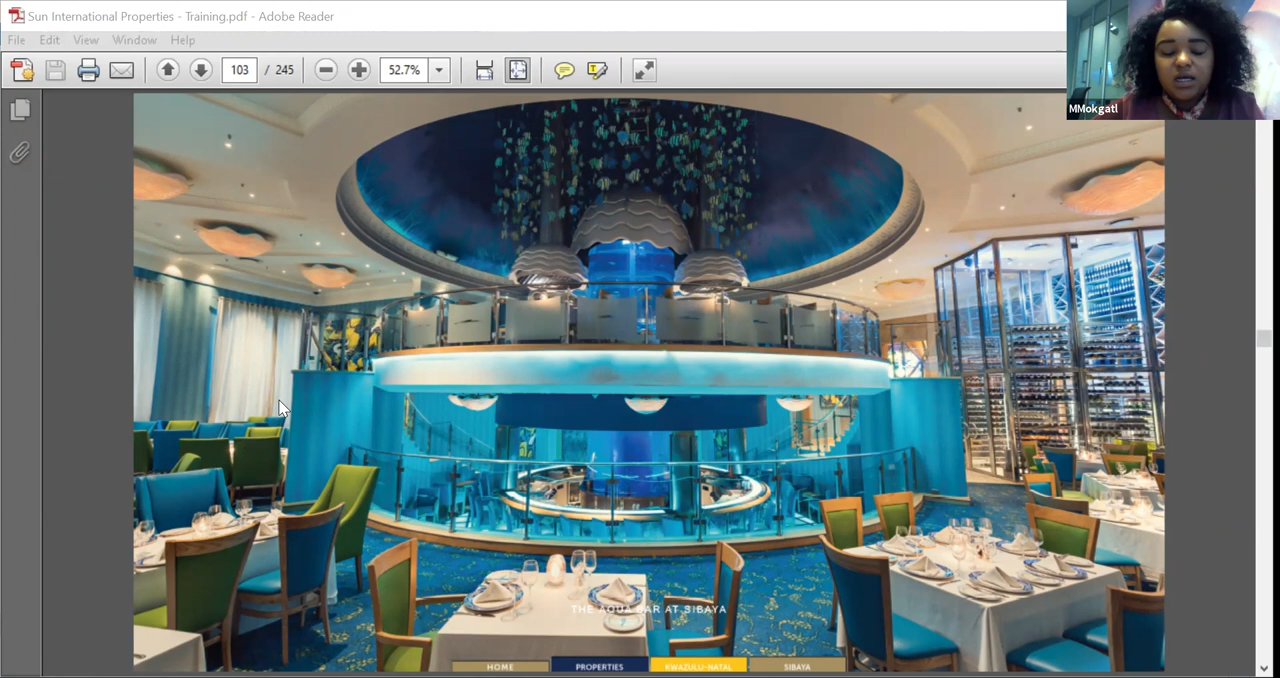 Sun International Properties - Training.pdf - Adobe Reader
File Edit View Window Help
103 / 245 52.7%
MMokgatl
THE AQUA BAR AT SIBAYA
HOME PROPERTIES KWAZULU-NATAL SIBAYA